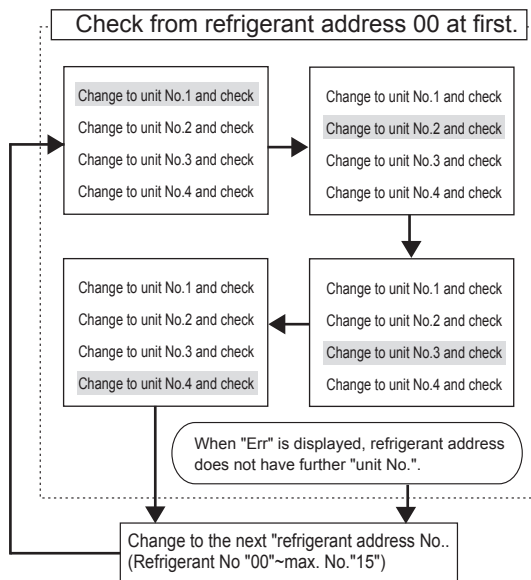 Check from refrigerant address 00 at first.
Change to unit No.1 and check
Change to unit No.2 and check
Change to unit No.3 and check
Change to unit No.4 and check
Change to unit No.1 and check
Change to unit No.2 and check
Change to unit No.3 and check
Change to unit No.4 and check
Change to unit No.1 and check
Change to unit No.2 and check
Change to unit No.3 and check
Change to unit No.4 and check
Change to unit No.1 and check
Change to unit No.2 and check
Change to unit No.3 and check
Change to unit No.4 and check
When "Err" is displayed, refrigerant address
does not have further "unit No.".
Change to the next "refrigerant address No..
(Refrigerant No "00"~max. No."15")